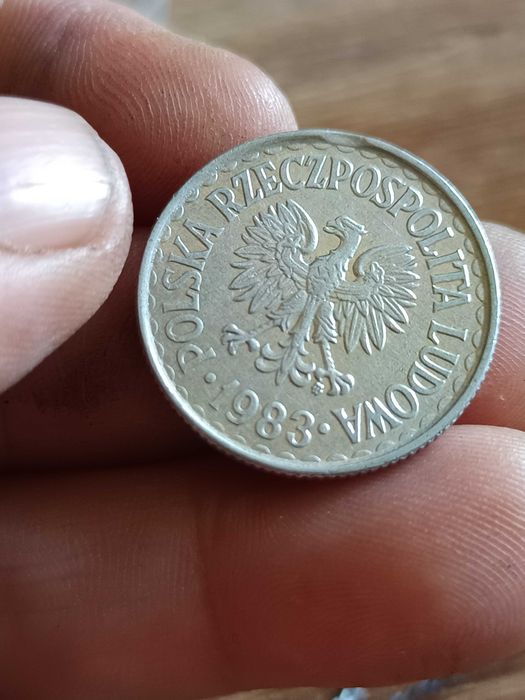 POLSKA RZECZPOSPOLITA LUDOWA
·1983·